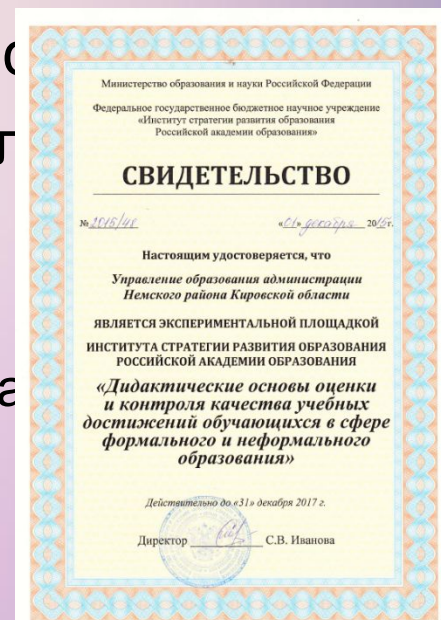 Министерство образования и науки Российской Федерации
Федеральное государственное бюджетное научное учреждение
«Институт стратегии развития образования
Российской академии образования»
СВИДЕТЕЛЬСТВО
№ 2015/48 «01» декабря 2015г.
Настоящим удостоверяется, что
Управление образования администрации
Немского района Кировской области
ЯВЛЯЕТСЯ ЭКСПЕРИМЕНТАЛЬНОЙ ПЛОЩАДКОЙ
ИНСТИТУТА СТРАТЕГИИ РАЗВИТИЯ ОБРАЗОВАНИЯ
РОССИЙСКОЙ АКАДЕМИИ ОБРАЗОВАНИЯ
«Дидактические основы оценки
и контроля качества учебных
достижений обучающихся в сфере
формального и неформального
образования»
Действительно до «31» декабря 2017 г.
Директор С.В. Иванова